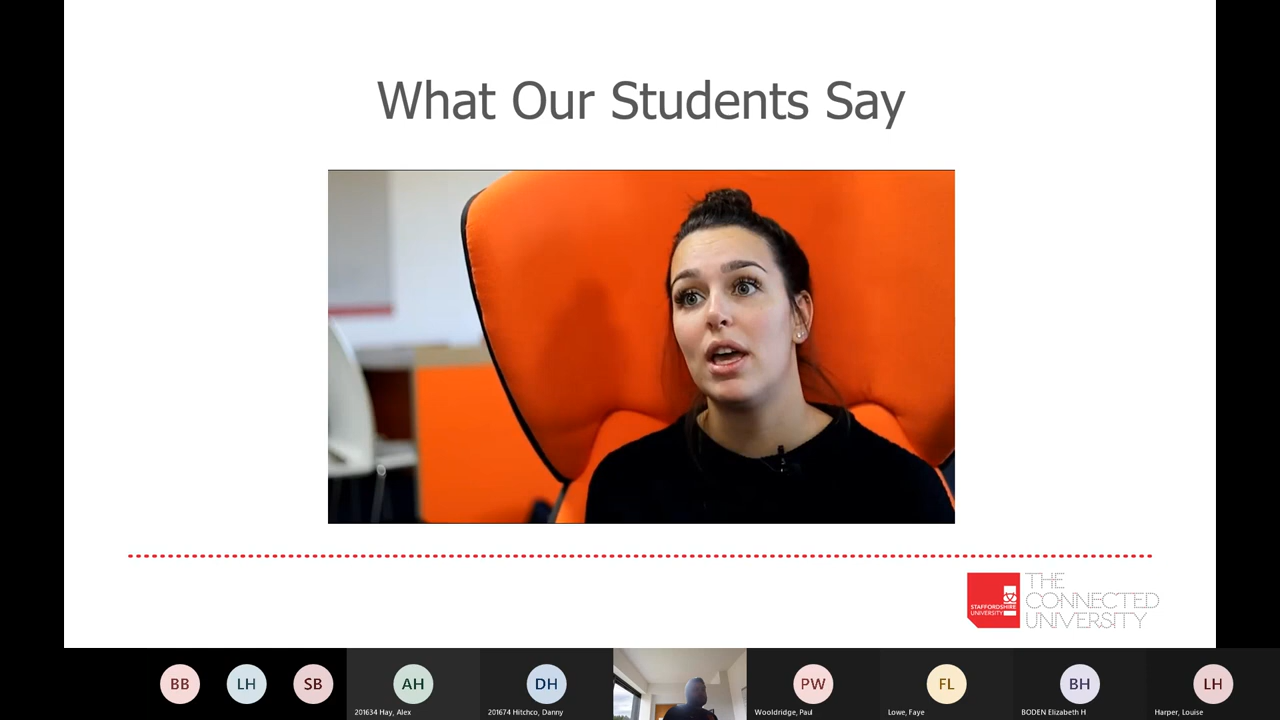 What Our Students Say
STAFFORDSHIRE
UNIVERSITY
THE
CONNECTED
UNIVERSITY
BB
LH
SB
AH
DH
PW
FL
BH
LH
201634 Hay, Alex
201674 Hitchco, Danny
Wooldridge, Paul
Lowe, Faye
BODEN Elizabeth H
Harper, Louise